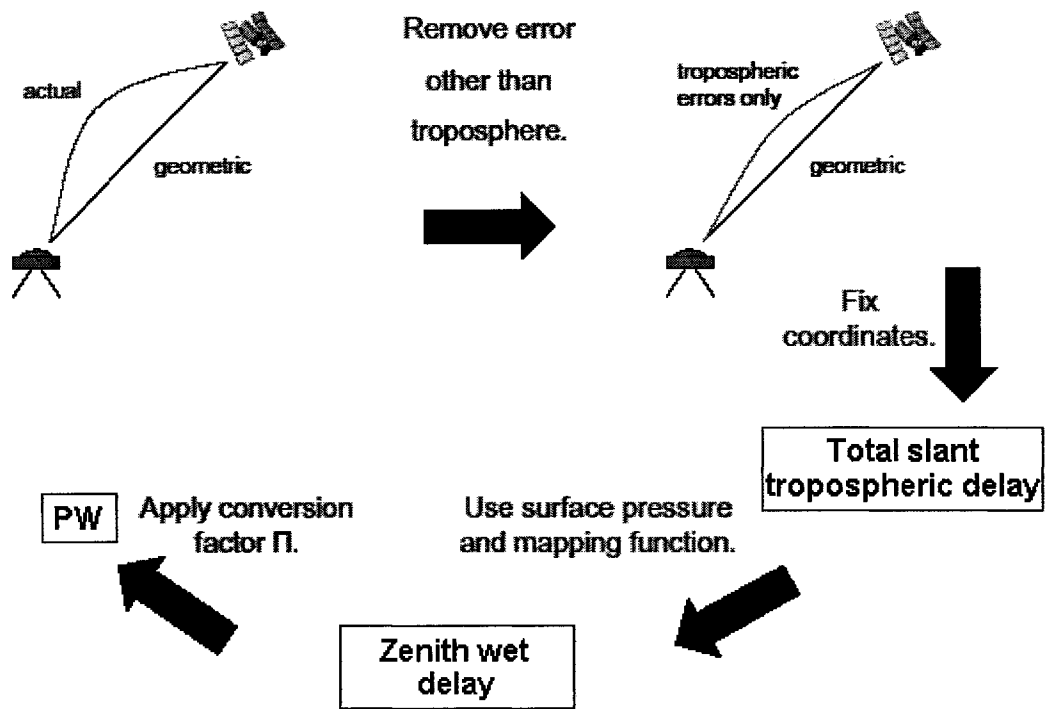 actual
geometric
Remove error
other than
troposphere.
tropospheric
errors only
geometric
Fix
coordinates.
Total slant
tropospheric delay
Use surface pressure
and mapping function.
Zenith wet
delay
Apply conversion
factor Π.
PW